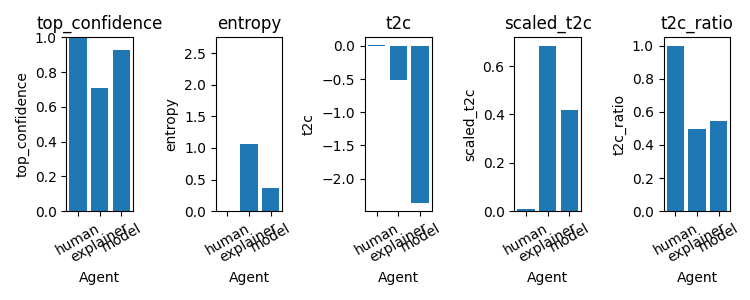 top_confidence
entropy
t2c
scaled_t2c
t2c_ratio
top_confidence
1.0
0.8
0.6
0.4
0.2
0.0
human
explainer
model
Agent
entropy
2.5
2.0
1.5
1.0
0.5
0.0
human
explainer
model
Agent
t2c
0.0
−0.5
−1.0
−1.5
−2.0
human
explainer
model
Agent
scaled_t2c
0.6
0.4
0.2
0.0
human
explainer
model
Agent
t2c_ratio
1.0
0.8
0.6
0.4
0.2
0.0
human
explainer
model
Agent